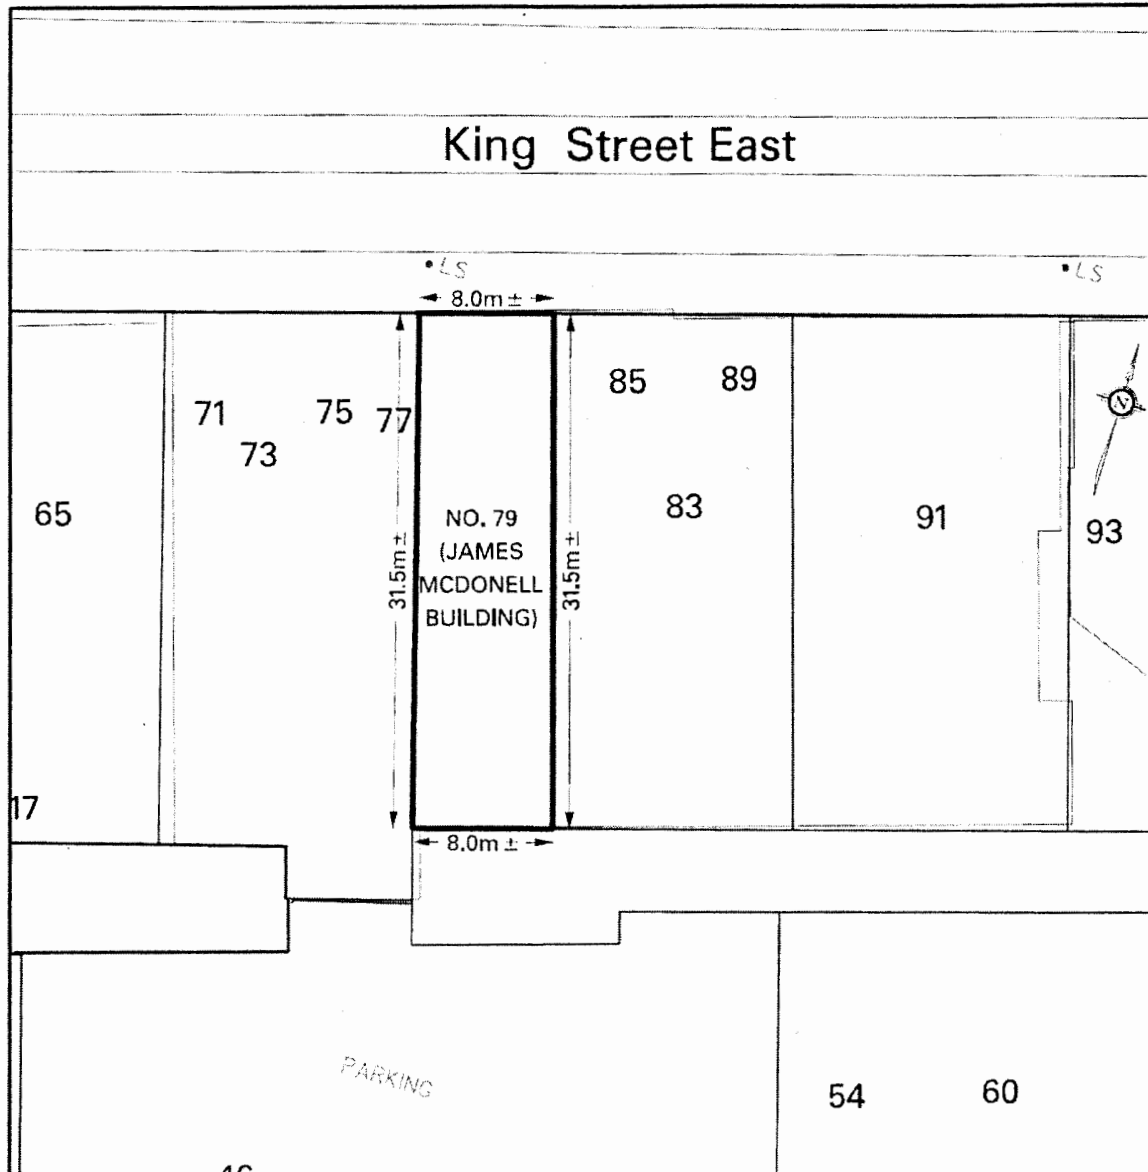 King Street East
LS
LS
8.0m ±
85
89
71
75
77
73
N
65
NO. 79
(JAMES
MCDONELL
BUILDING)
83
91
93
31.5m ±
31.5m ±
17
8.0m ±
PARKING
54
60
46